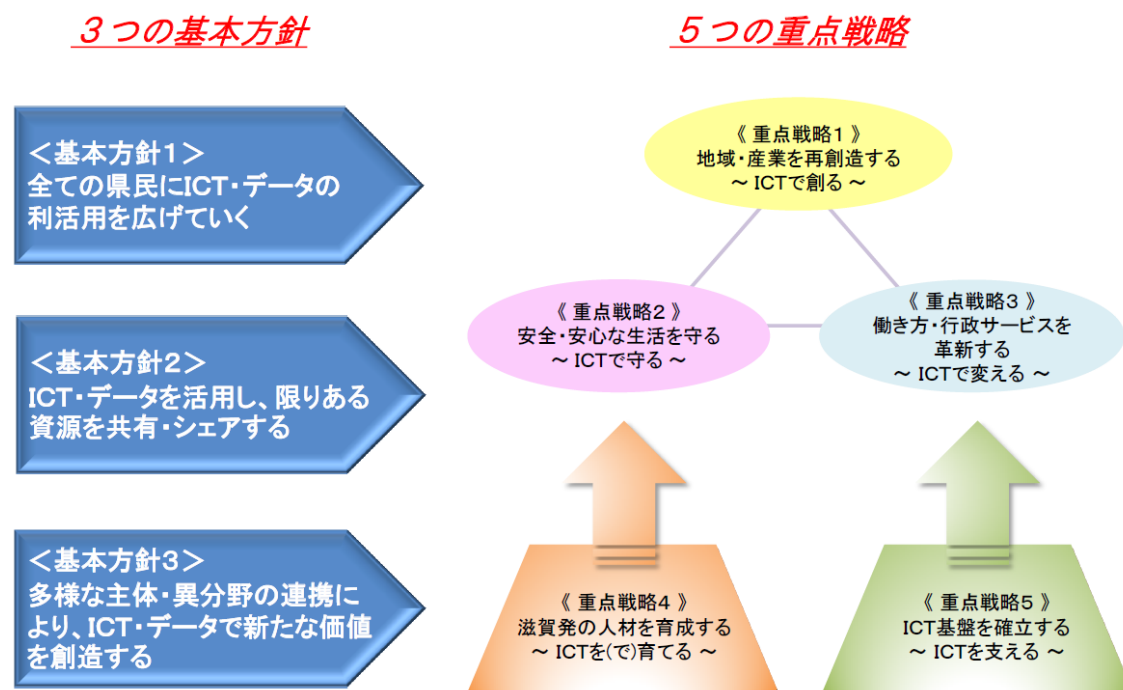 3つの基本方針
<基本方針1>
全ての県民にICT・データの
利活用を広げていく
<基本方針2>
ICT・データを活用し、限りある
資源を共有・シェアする
<基本方針3>
多様な主体・異分野の連携に
より、ICT・データで新たな価値
を創造する
5つの重点戦略
《 重点戦略1 》
地域・産業を再創造する
~ ICTで創る ~
《 重点戦略2 》
安全・安心な生活を守る
~ ICTで守る ~
《 重点戦略3 》
働き方・行政サービスを
革新する
~ ICTで変える ~
《 重点戦略4 》
滋賀発の人材を育成する
~ ICTを(で)育てる ~
《 重点戦略5 》
ICT基盤を確立する
~ ICTを支える ~